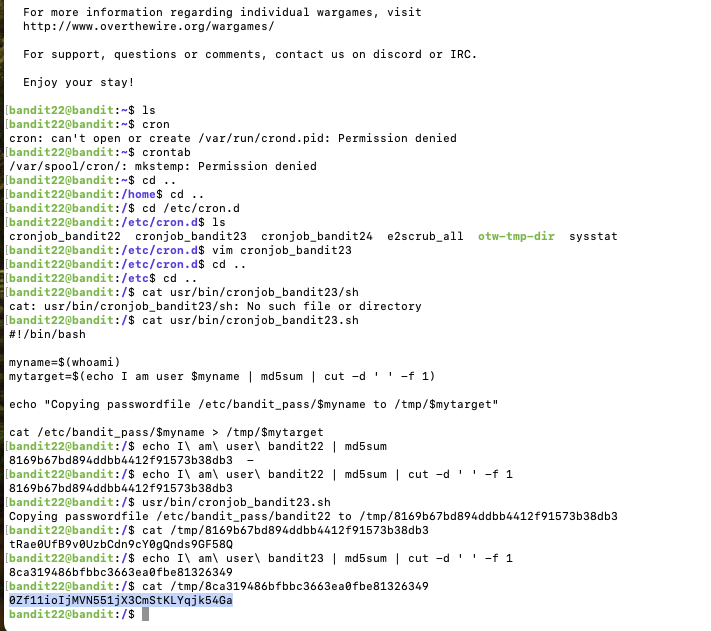 For more information regarding individual wargames, visit
http://www.overthewire.org/wargames/
For support, questions or comments, contact us on discord or IRC.
Enjoy your stay!
[bandit22@bandit:~$ ls
[bandit22@bandit:~$ cron
cron: can't open or create /var/run/crond.pid: Permission denied
[bandit22@bandit:~$ crontab
/var/spool/cron/: mkstemp: Permission denied
[bandit22@bandit:~$ cd ..
[bandit22@bandit:/home$ cd ..
[bandit22@bandit:/$ cd /etc/cron.d
[bandit22@bandit:/etc/cron.d$ ls
cronjob_bandit22  cronjob_bandit23  cronjob_bandit24  e2scrub_all  otw-tmp-dir  sysstat
[bandit22@bandit:/etc/cron.d$ vim cronjob_bandit23
[bandit22@bandit:/etc/cron.d$ cd ..
[bandit22@bandit:/etc$ cd ..
[bandit22@bandit:/$ cat usr/bin/cronjob_bandit23/sh
cat: usr/bin/cronjob_bandit23/sh: No such file or directory
[bandit22@bandit:/$ cat usr/bin/cronjob_bandit23.sh
#!/bin/bash
myname=$(whoami)
mytarget=$(echo I am user $myname | md5sum | cut -d ' ' -f 1)
echo "Copying passwordfile /etc/bandit_pass/$myname to /tmp/$mytarget"
cat /etc/bandit_pass/$myname > /tmp/$mytarget
[bandit22@bandit:/$ echo I\ am\ user\ bandit22 | md5sum
8169b67bd894ddbb4412f91573b38db3  -
[bandit22@bandit:/$ echo I\ am\ user\ bandit22 | md5sum | cut -d ' ' -f 1
8169b67bd894ddbb4412f91573b38db3
[bandit22@bandit:/$ usr/bin/cronjob_bandit23.sh
Copying passwordfile /etc/bandit_pass/bandit22 to /tmp/8169b67bd894ddbb4412f91573b38db3
[bandit22@bandit:/$ cat /tmp/8169b67bd894ddbb4412f91573b38db3
tRae0UfB9v0UzbCdn9cY0gQnds9GF58Q
[bandit22@bandit:/$ echo I\ am\ user\ bandit23 | md5sum | cut -d ' ' -f 1
8ca319486bfbbc3663ea0fbe81326349
[bandit22@bandit:/$ cat /tmp/8ca319486bfbbc3663ea0fbe81326349
0Zf11ioIjMVN551jX3CmStKLYqjk54Ga
bandit22@bandit:/$